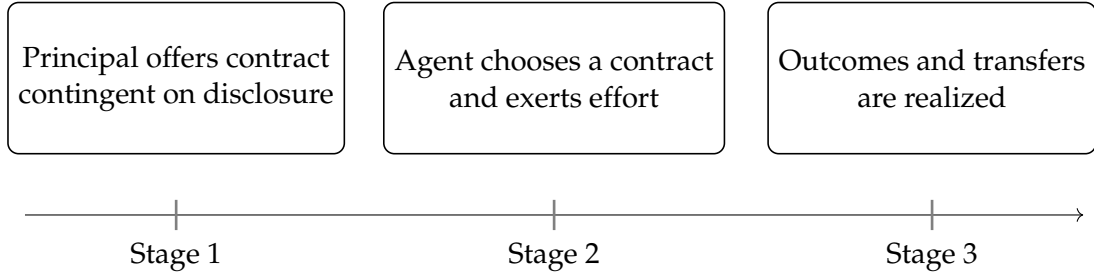 Principal offers contract
contingent on disclosure
Agent chooses a contract
and exerts effort
Outcomes and transfers
are realized
Stage 1
Stage 2
Stage 3